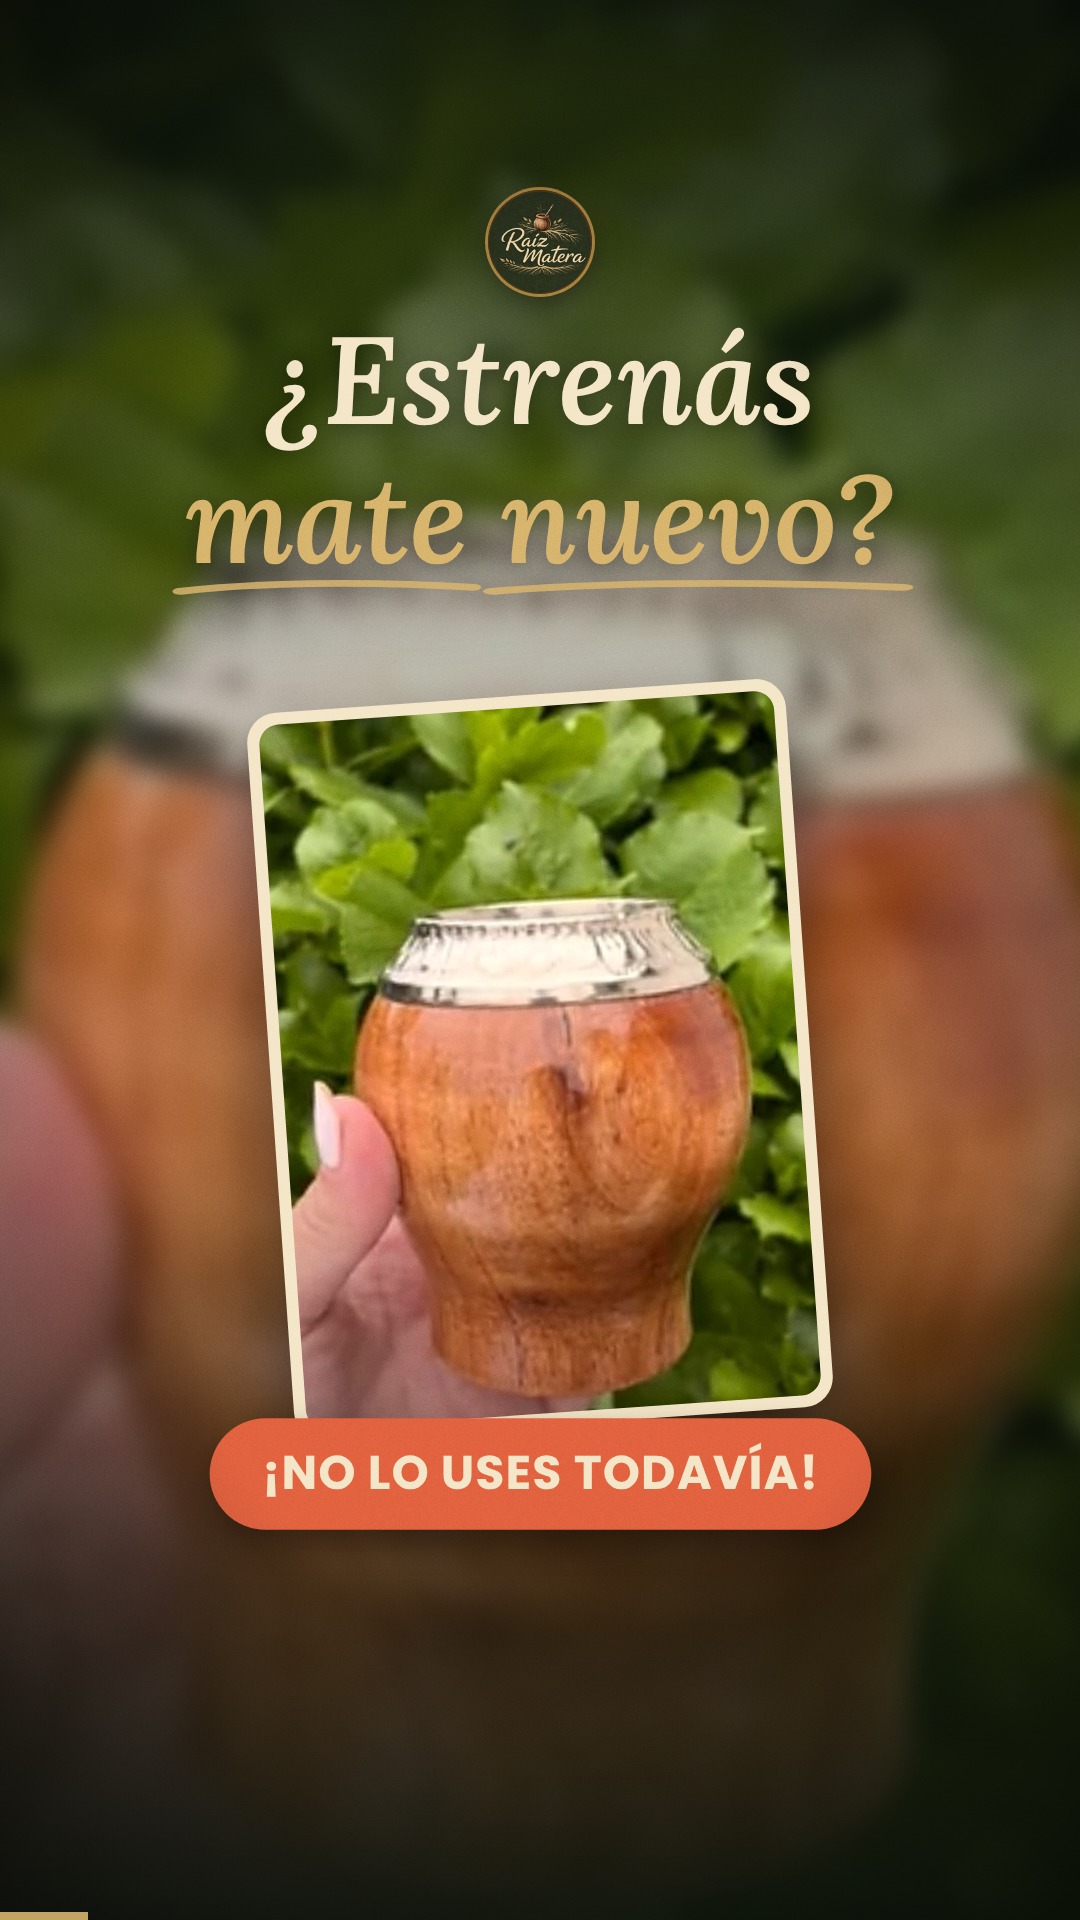 Raíz
Matera
¿Estrenás
mate nuevo?
¡NO LO USES TODAVÍA!